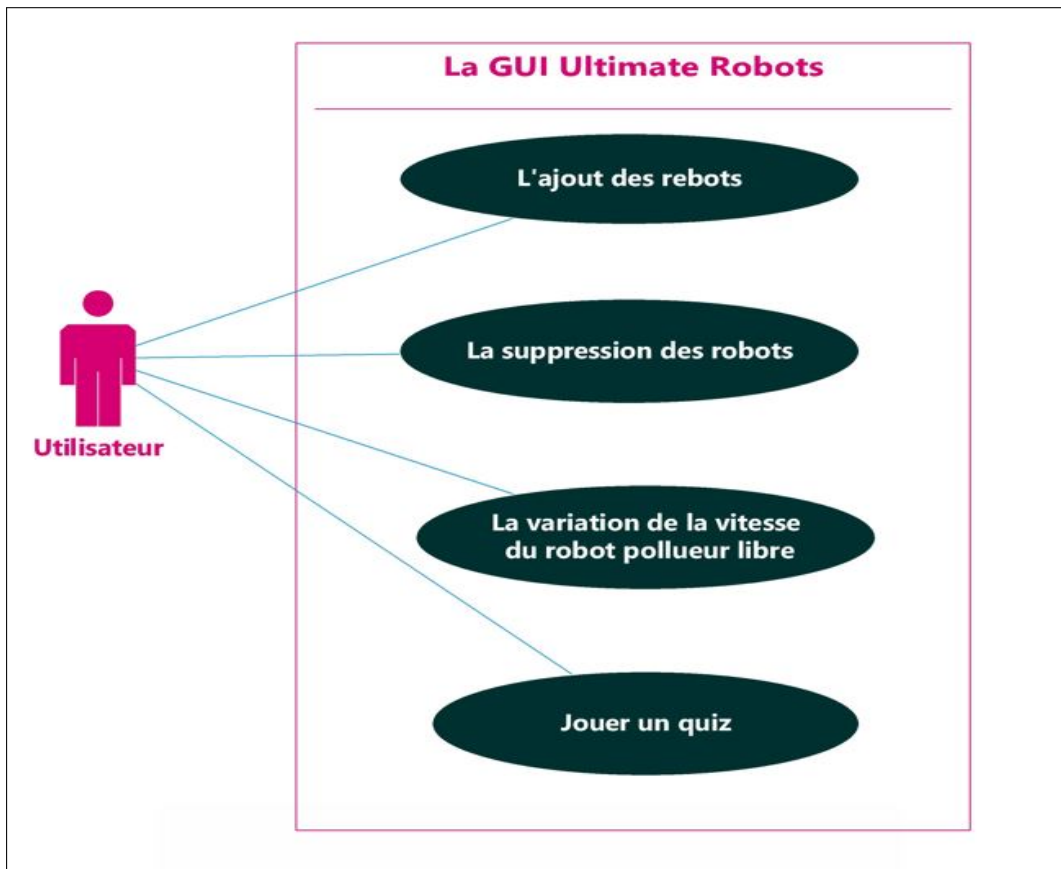 La GUI Ultimate Robots
L'ajout des rebots
La suppression des robots
Utilisateur
La variation de la vitesse
du robot pollueur libre
Jouer un quiz